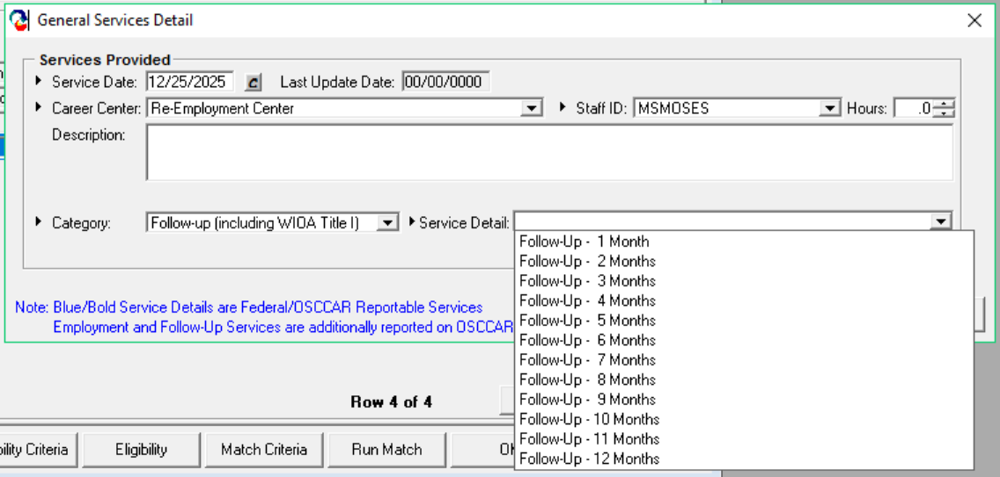 General Services Detail
Services Provided
Service Date: 12/25/2025 c Last Update Date: 00/00/0000
Career Center: Re-Employment Center Staff ID: MSMOSES Hours: .0
Description:
Category: Follow-up (including WIOA Title I) Service Detail:
Follow-Up - 1 Month
Follow-Up - 2 Months
Follow-Up - 3 Months
Follow-Up - 4 Months
Follow-Up - 5 Months
Follow-Up - 6 Months
Follow-Up - 7 Months
Follow-Up - 8 Months
Follow-Up - 9 Months
Follow-Up - 10 Months
Follow-Up - 11 Months
Follow-Up - 12 Months
Note: Blue/Bold Service Details are Federal/OSCCAR Reportable Services
Employment and Follow-Up Services are additionally reported on OSCCAR
Row 4 of 4
Criteria Eligibility Match Criteria Run Match